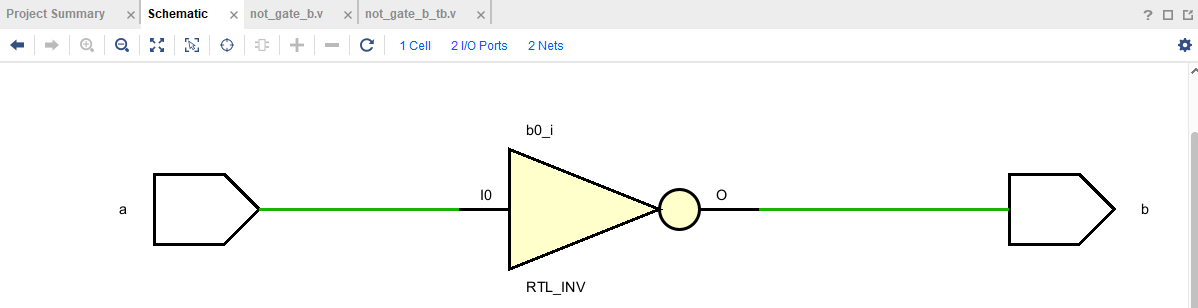 Project Summary × Schematic × not_gate_b.v × not_gate_b_tb.v × ?
1 Cell 2 I/O Ports 2 Nets
b0_i
a I0 O b
RTL_INV